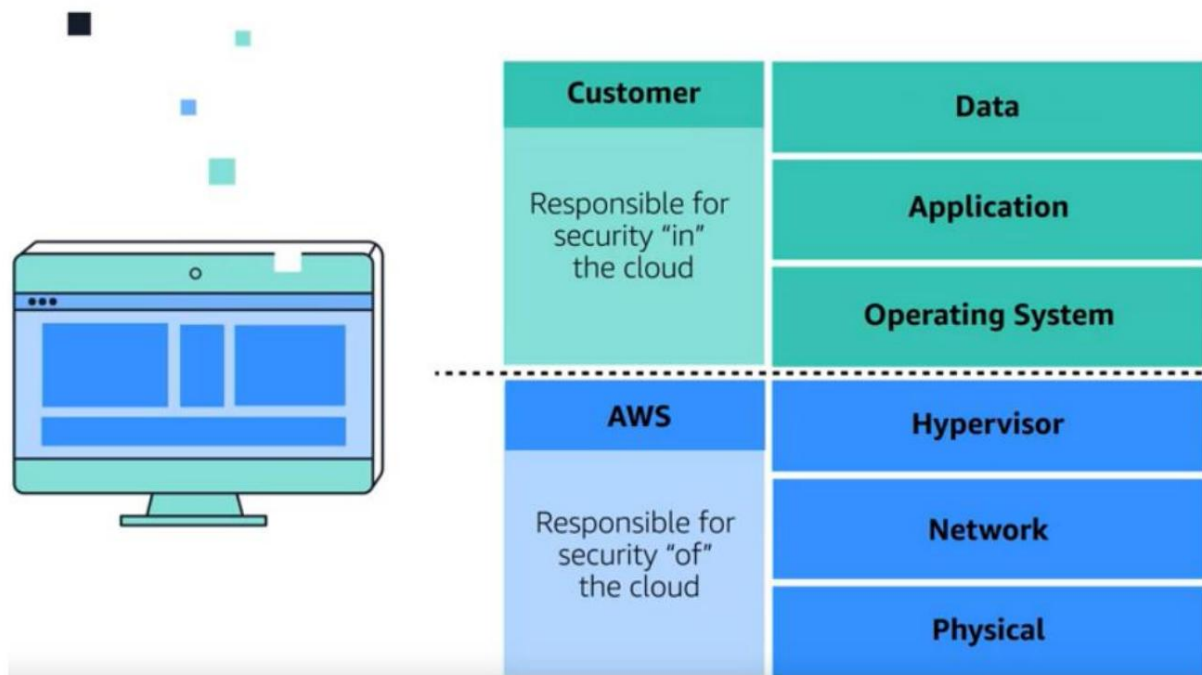 Customer
Responsible for
security “in”
the cloud
Data
Application
Operating System
AWS
Responsible for
security “of”
the cloud
Hypervisor
Network
Physical